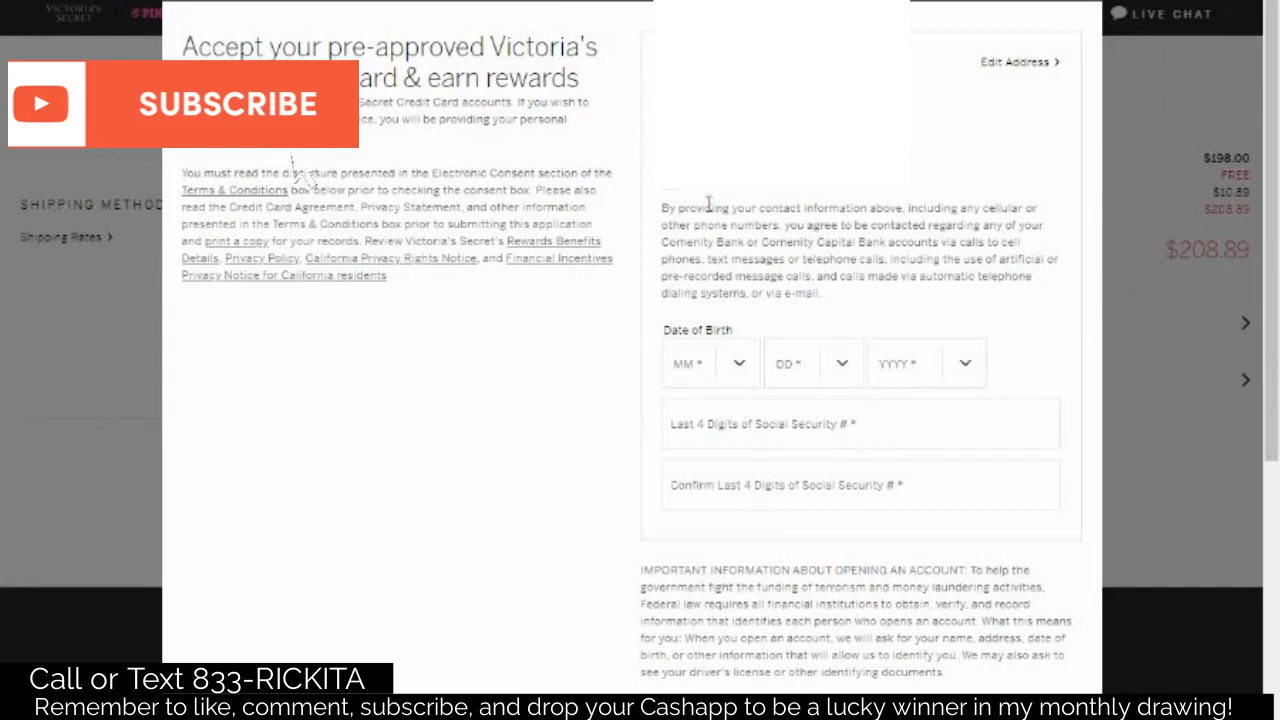 VICTORIA'S
SECRET
PINK
LIVE CHAT
Accept your pre-approved Victoria's
ard & earn rewards
SUBSCRIBE
Secret Credit Card accounts. If you wish to
ce, you will be providing your personal
You must read the disclosure presented in the Electronic Consent section of the
Terms & Conditions box below prior to checking the consent box. Please also
read the Credit Card Agreement, Privacy Statement, and other information
presented in the Terms & Conditions box prior to submitting this application
and print a copy for your records. Review Victoria's Secret's Rewards Benefits
Details, Privacy Policy, California Privacy Rights Notice, and Financial Incentives
Privacy Notice for California residents
SHIPPING METHOD
Shipping Rates >
Edit Address >
By providing your contact information above, including any cellular or
other phone numbers, you agree to be contacted regarding any of your
Comenity Bank or Comenity Capital Bank accounts via calls to cell
phones, text messages or telephone calls, including the use of artificial or
pre-recorded message calls, and calls made via automatic telephone
dialing systems, or via e-mail.
Date of Birth
MM * DD * YYYY *
Last 4 Digits of Social Security # *
Confirm Last 4 Digits of Social Security # *
IMPORTANT INFORMATION ABOUT OPENING AN ACCOUNT: To help the
government fight the funding of terrorism and money laundering activities,
Federal law requires all financial institutions to obtain, verify, and record
information that identifies each person who opens an account. What this means
for you: When you open an account, we will ask for your name, address, date of
birth, or other information that will allow us to identify you. We may also ask to
see your driver's license or other identifying documents.
$198.00
FREE
$10.89
$208.89
$208.89
Call or Text 833-RICKITA
Remember to like, comment, subscribe, and drop your Cashapp to be a lucky winner in my monthly drawing!